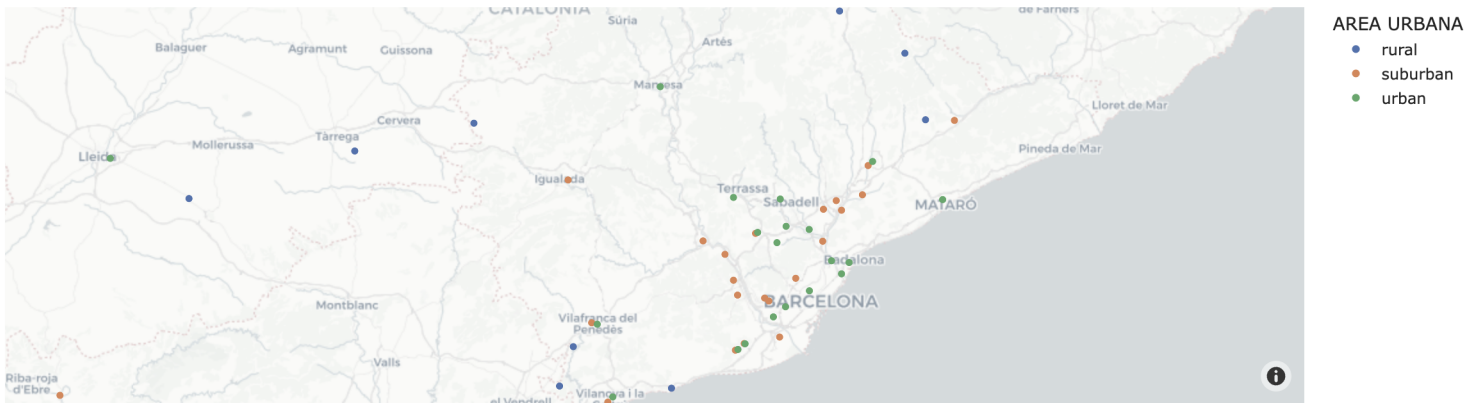 CATALONIA
de Farners
Súria
Artés
Balaguer
Agramunt
Guissona
Manresa
Lloret de Mar
Cervera
Tàrrega
Mollerussa
Pineda de Mar
Lleida
Igualada
Terrassa
Sabadell
MATARÓ
Badalona
BARCELONA
Montblanc
Vilafranca del
Penedès
Valls
Riba-roja
d'Ebre
Vilanova i la
el Vendrell
AREA URBANA
rural
suburban
urban
i